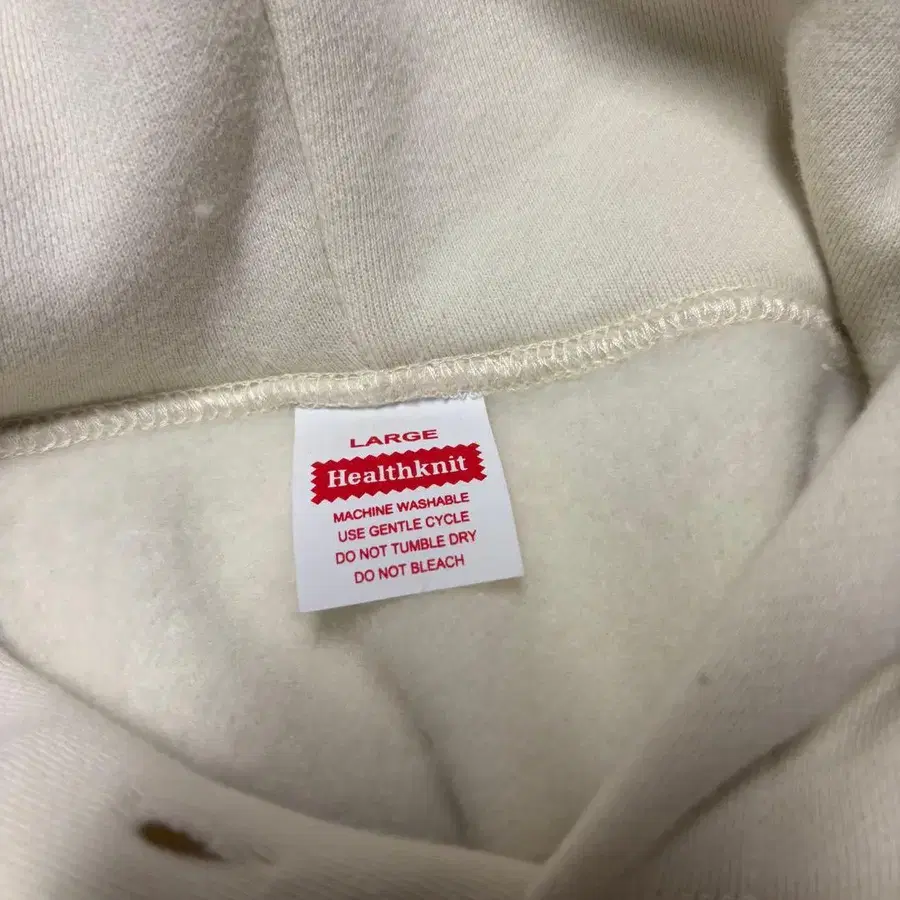 LARGE
Healthknit
MACHINE WASHABLE
USE GENTLE CYCLE
DO NOT TUMBLE DRY
DO NOT BLEACH